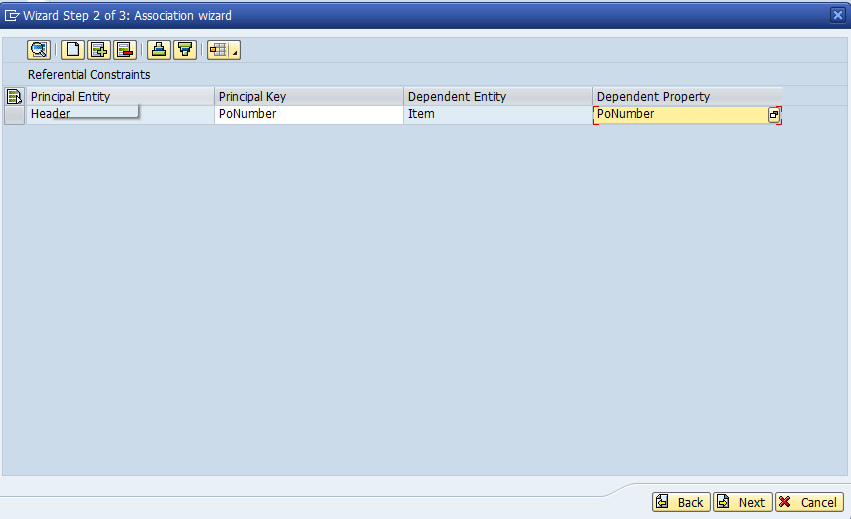 Wizard Step 2 of 3: Association wizard
Referential Constraints
Principal Entity Principal Key Dependent Entity Dependent Property
Header PoNumber Item PoNumber
Back Next Cancel